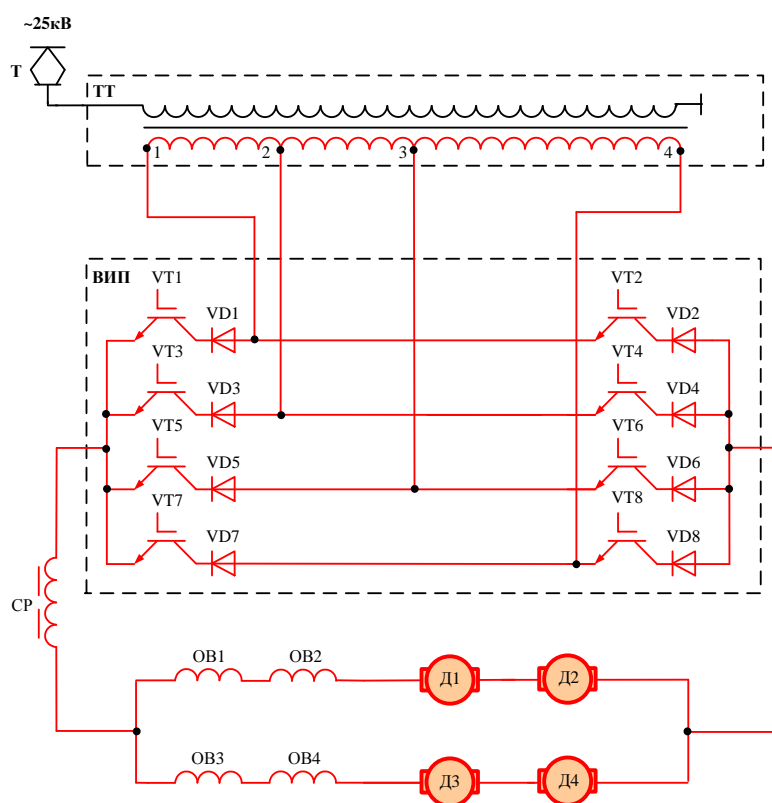 ~25кВ
Т
ТТ
1 2 3 4
ВИП
VT1 VT2
VD1 VD2
VT3 VT4
VD3 VD4
VT5 VT6
VD5 VD6
VT7 VT8
VD7 VD8
СР
ОВ1 ОВ2
Д1 Д2
ОВ3 ОВ4
Д3 Д4